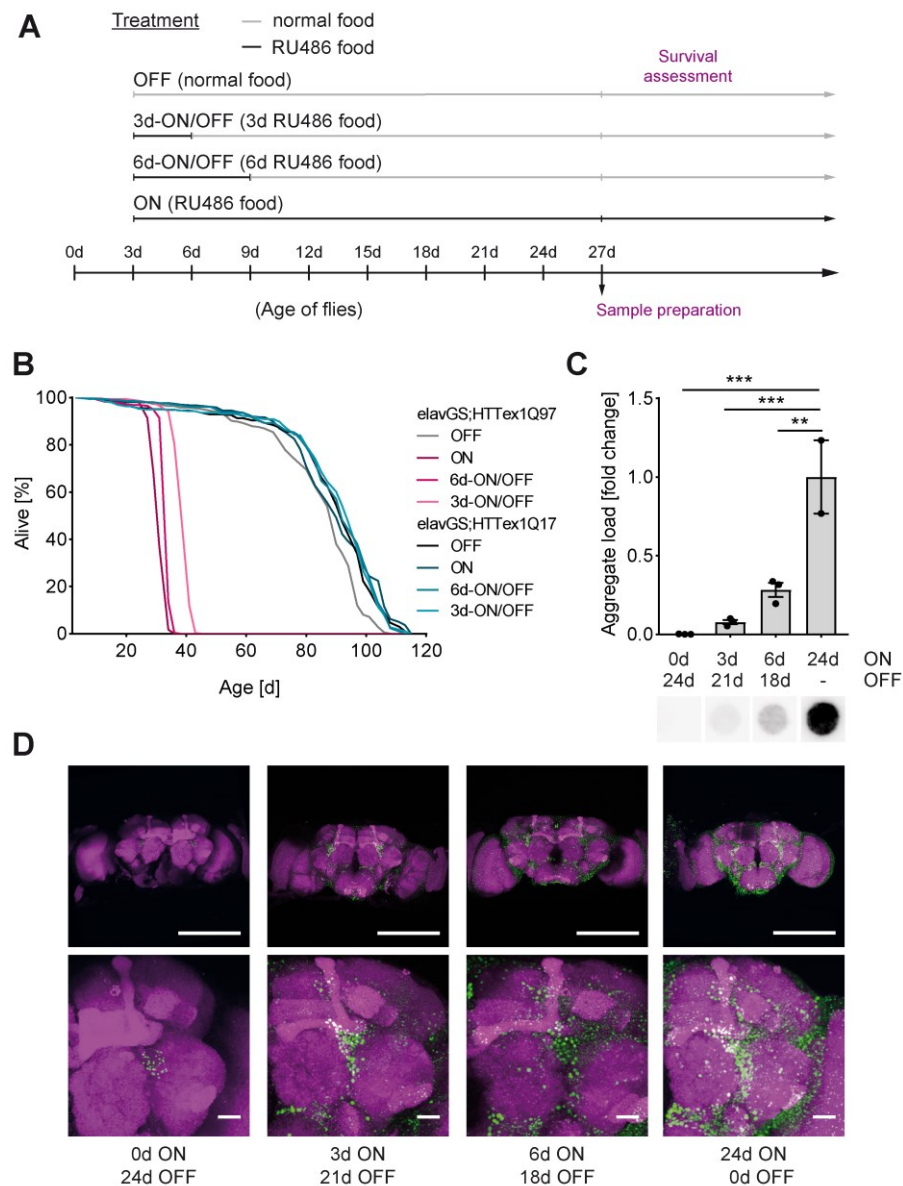 A
Treatment
normal food
RU486 food
OFF (normal food)
Survival
assessment
3d-ON/OFF (3d RU486 food)
6d-ON/OFF (6d RU486 food)
ON (RU486 food)
0d 3d 6d 9d 12d 15d 18d 21d 24d 27d
(Age of flies)
Sample preparation
B
Alive [%]
100
80
60
40
20
0
20 40 60 80 100 120
Age [d]
elavGS;HTTex1Q97
OFF
ON
6d-ON/OFF
3d-ON/OFF
elavGS;HTTex1Q17
OFF
ON
6d-ON/OFF
3d-ON/OFF
C
Aggregate load [fold change]
***
***
**
1.5
1.0
0.5
0.0
0d 3d 6d 24d ON
24d 21d 18d - OFF
D
0d ON
24d OFF
3d ON
21d OFF
6d ON
18d OFF
24d ON
0d OFF